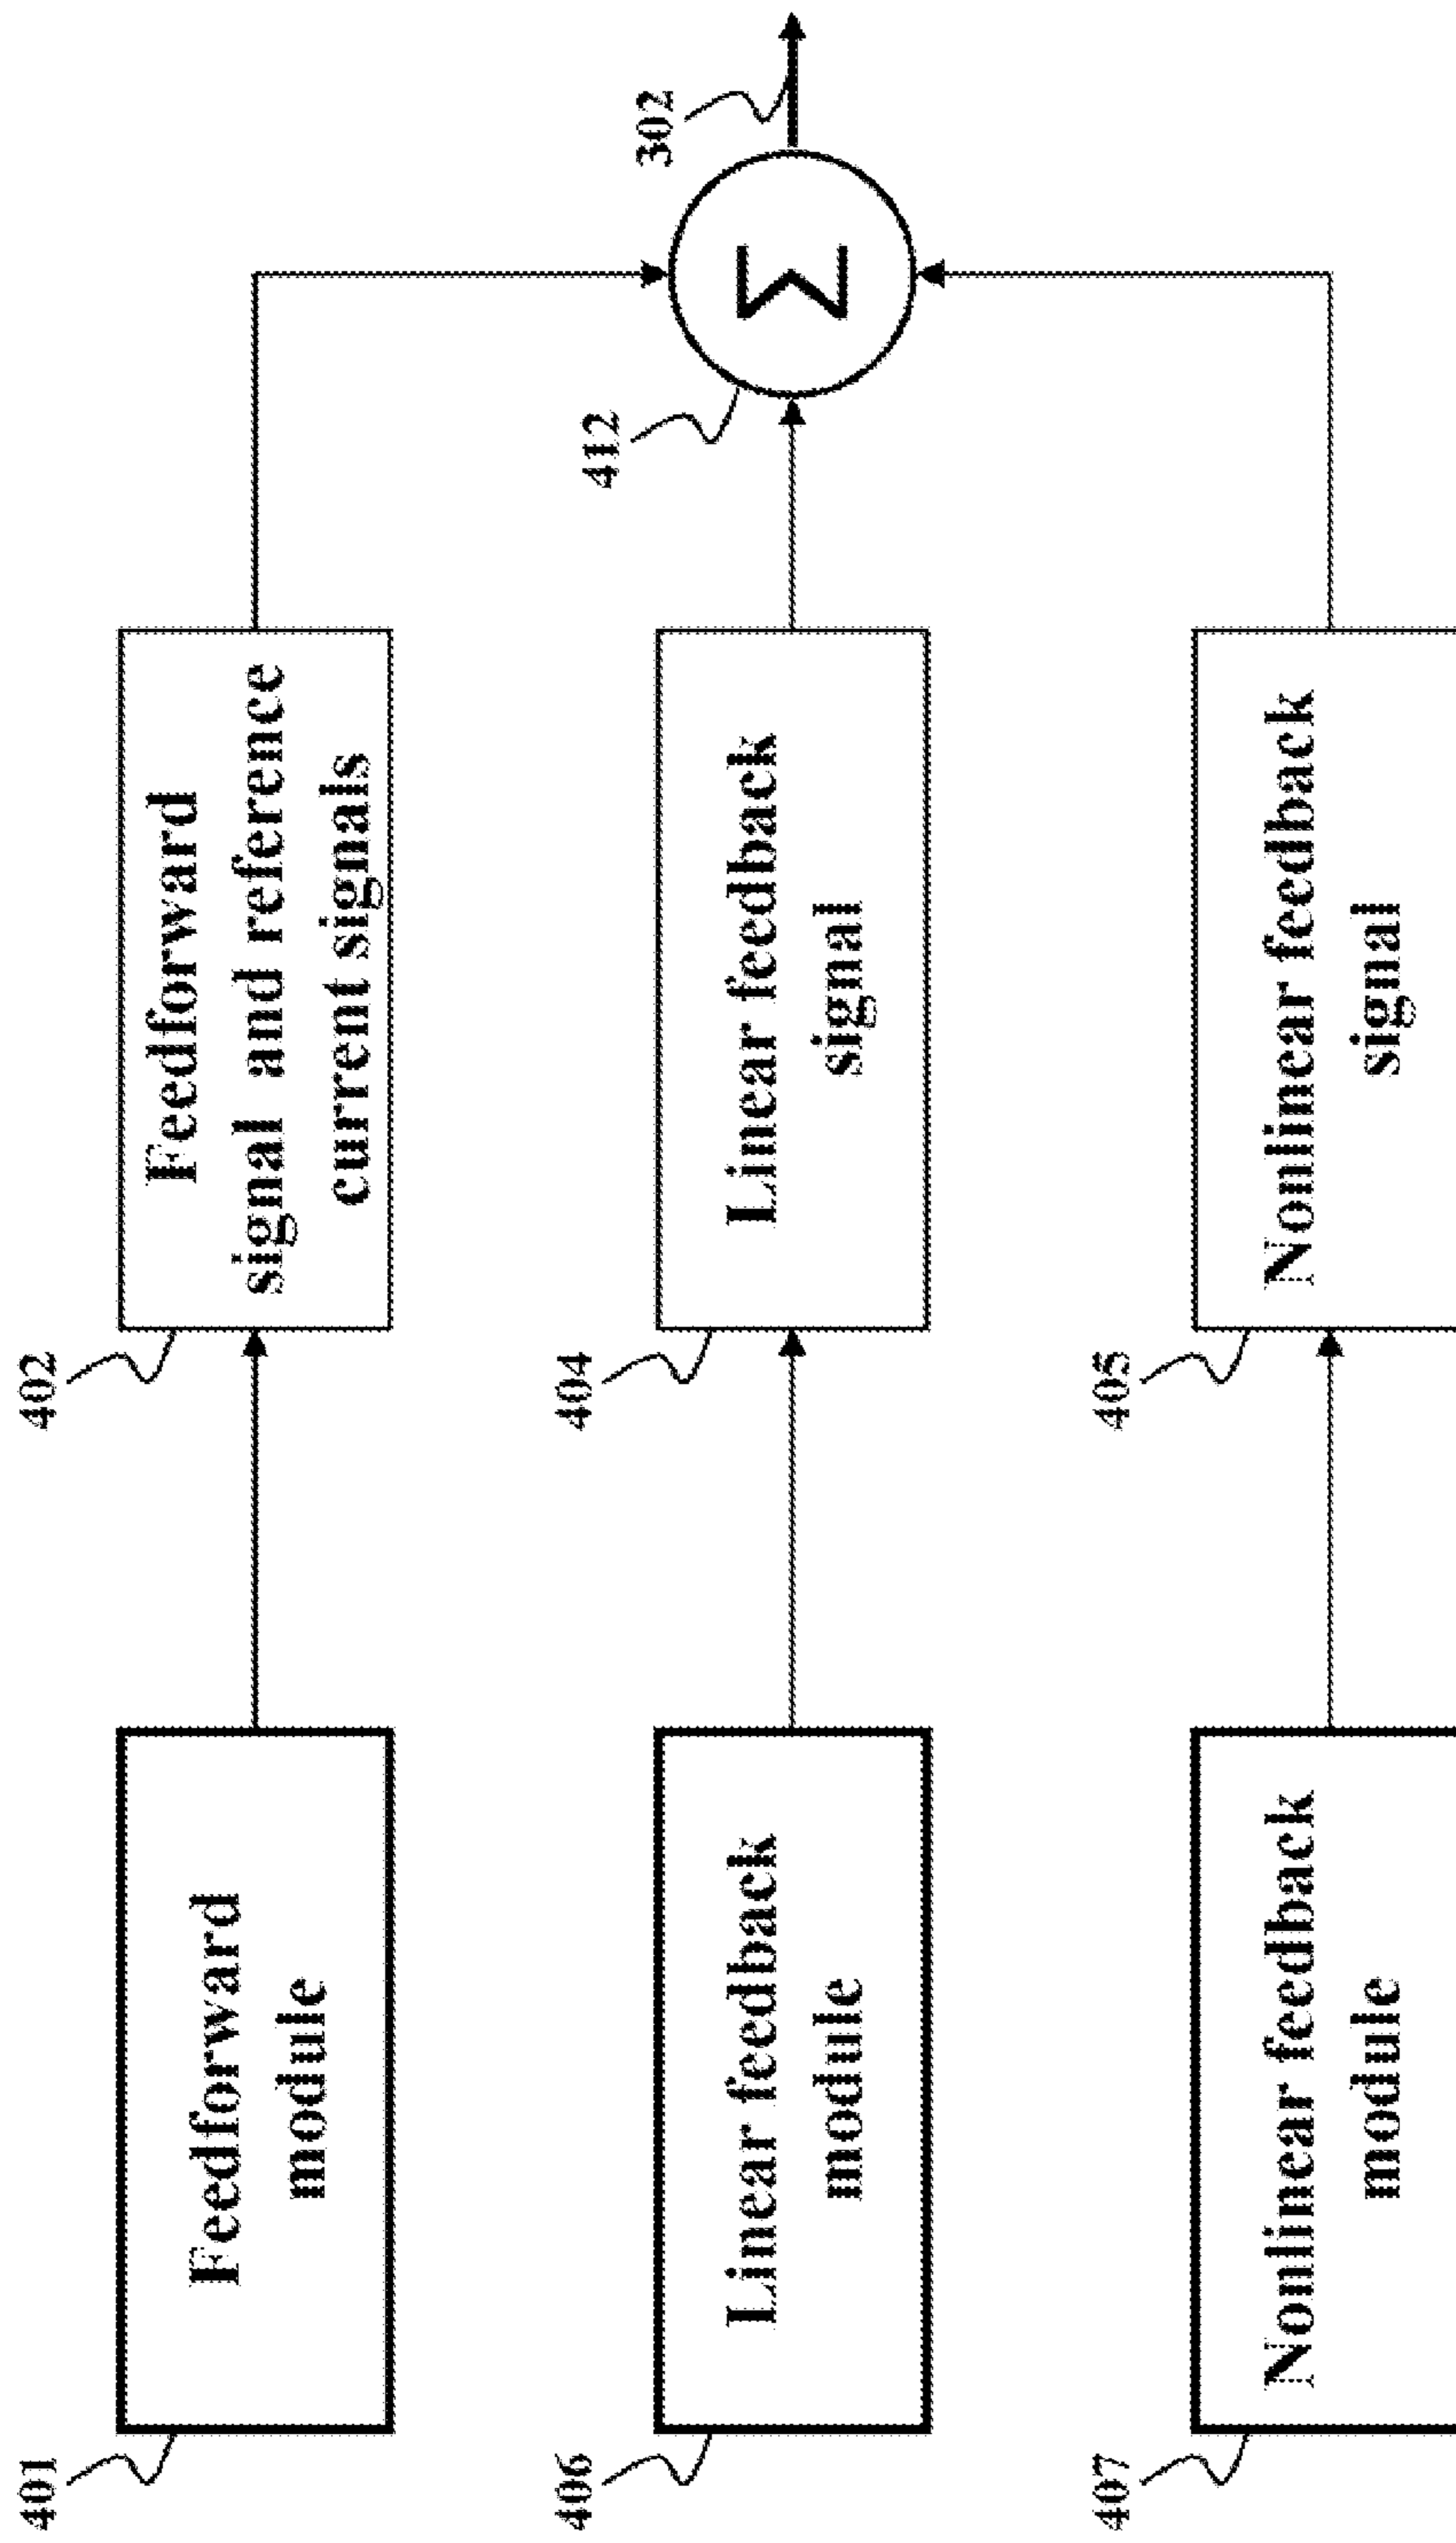 401
Feedforward
module
402
Feedforward
signal and reference
current signals
406
Linear feedback
module
404
Linear feedback
signal
412
Σ
302
407
Nonlinear feedback
module
405
Nonlinear feedback
signal